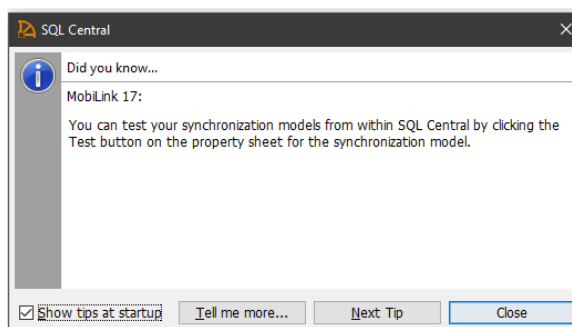 SQL Central
Did you know...
MobiLink 17:
You can test your synchronization models from within SQL Central by clicking the
Test button on the property sheet for the synchronization model.
Show tips at startup
Tell me more...
Next Tip
Close